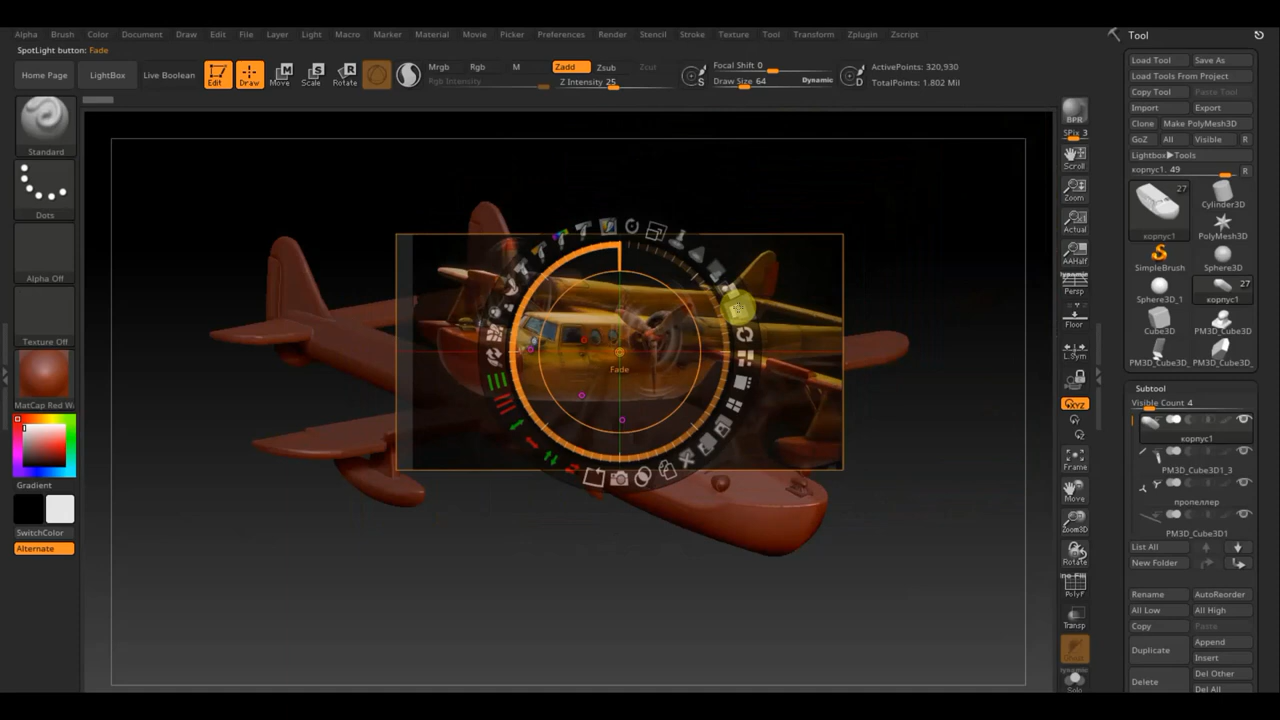 Alpha Brush Color Document Draw Edit File Layer Light Macro Marker Material Movie Picker Preferences Render Stencil Stroke Texture Tool Transform Zplugin Zscript
SpotLight button: Fade
Home Page
LightBox
Live Boolean
Edit
Draw
Move
Scale
Rotate
Mrgb
Rgb
M
Rgb Intensity
Zadd
Zsub
Zcut
Z Intensity 25
S
Focal Shift 0
Draw Size 64
Dynamic
D
ActivePoints: 320,930
TotalPoints: 1.802 Mil
Standard
Dots
Alpha Off
Texture Off
MatCap Red W
Gradient
SwitchColor
Alternate
Fade
BPR
SPix 3
Scroll
Zoom
Actual
AAHalf
Dynamic
Persp
Floor
L.Sym
XYZ
Y
Z
Frame
Move
Zoom3D
Rotate
Line Fill
PolyF
Transp
Ghost
Dynamic
Solo
Tool
Load Tool
Save As
Load Tools From Project
Copy Tool
Paste Tool
Import
Export
Clone
Make PolyMesh3D
GoZ
All
Visible
R
Lightbox▶Tools
корпус1. 49
R
27
корпус1
Cylinder3D
PolyMesh3D
SimpleBrush
Sphere3D
Sphere3D_1
27
корпус1
Cube3D
PM3D_Cube3D
PM3D_Cube3D_
PM3D_Cube3D_
Subtool
Visible Count 4
корпус1
PM3D_Cube3D1_3
пропеллер
PM3D_Cube3D1
List All
New Folder
Rename
AutoReorder
All Low
All High
Copy
Paste
Duplicate
Append
Insert
Delete
Del Other
Del All